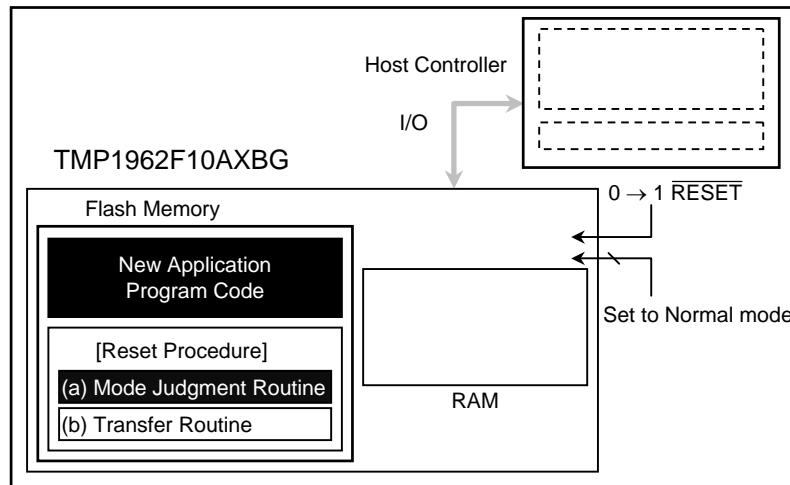 Host Controller
I/O
TMP1962F10AXBG
0 → 1 RESET
Flash Memory
New Application
Program Code
Set to Normal mode
[Reset Procedure]
(a) Mode Judgment Routine
RAM
(b) Transfer Routine